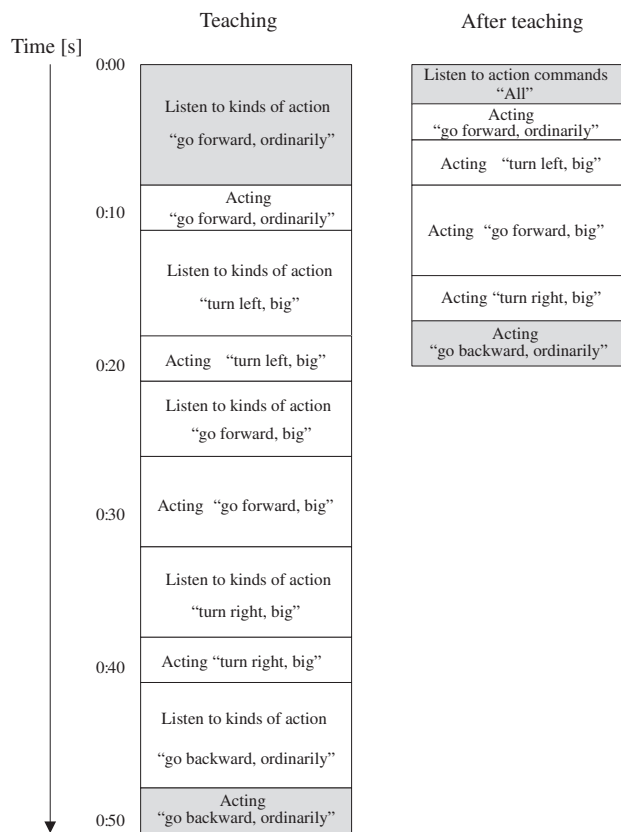 Teaching
After teaching
Time [s]
0:00
Listen to kinds of action
“go forward, ordinarily”
Acting
“go forward, ordinarily”
0:10
Listen to kinds of action
“turn left, big”
Acting “turn left, big”
0:20
Listen to kinds of action
“go forward, big”
Acting “go forward, big”
0:30
Listen to kinds of action
“turn right, big”
Acting “turn right, big”
0:40
Listen to kinds of action
“go backward, ordinarily”
Acting
“go backward, ordinarily”
0:50
Listen to action commands
“All”
Acting
“go forward, ordinarily”
Acting “turn left, big”
Acting “go forward, big”
Acting “turn right, big”
Acting
“go backward, ordinarily”